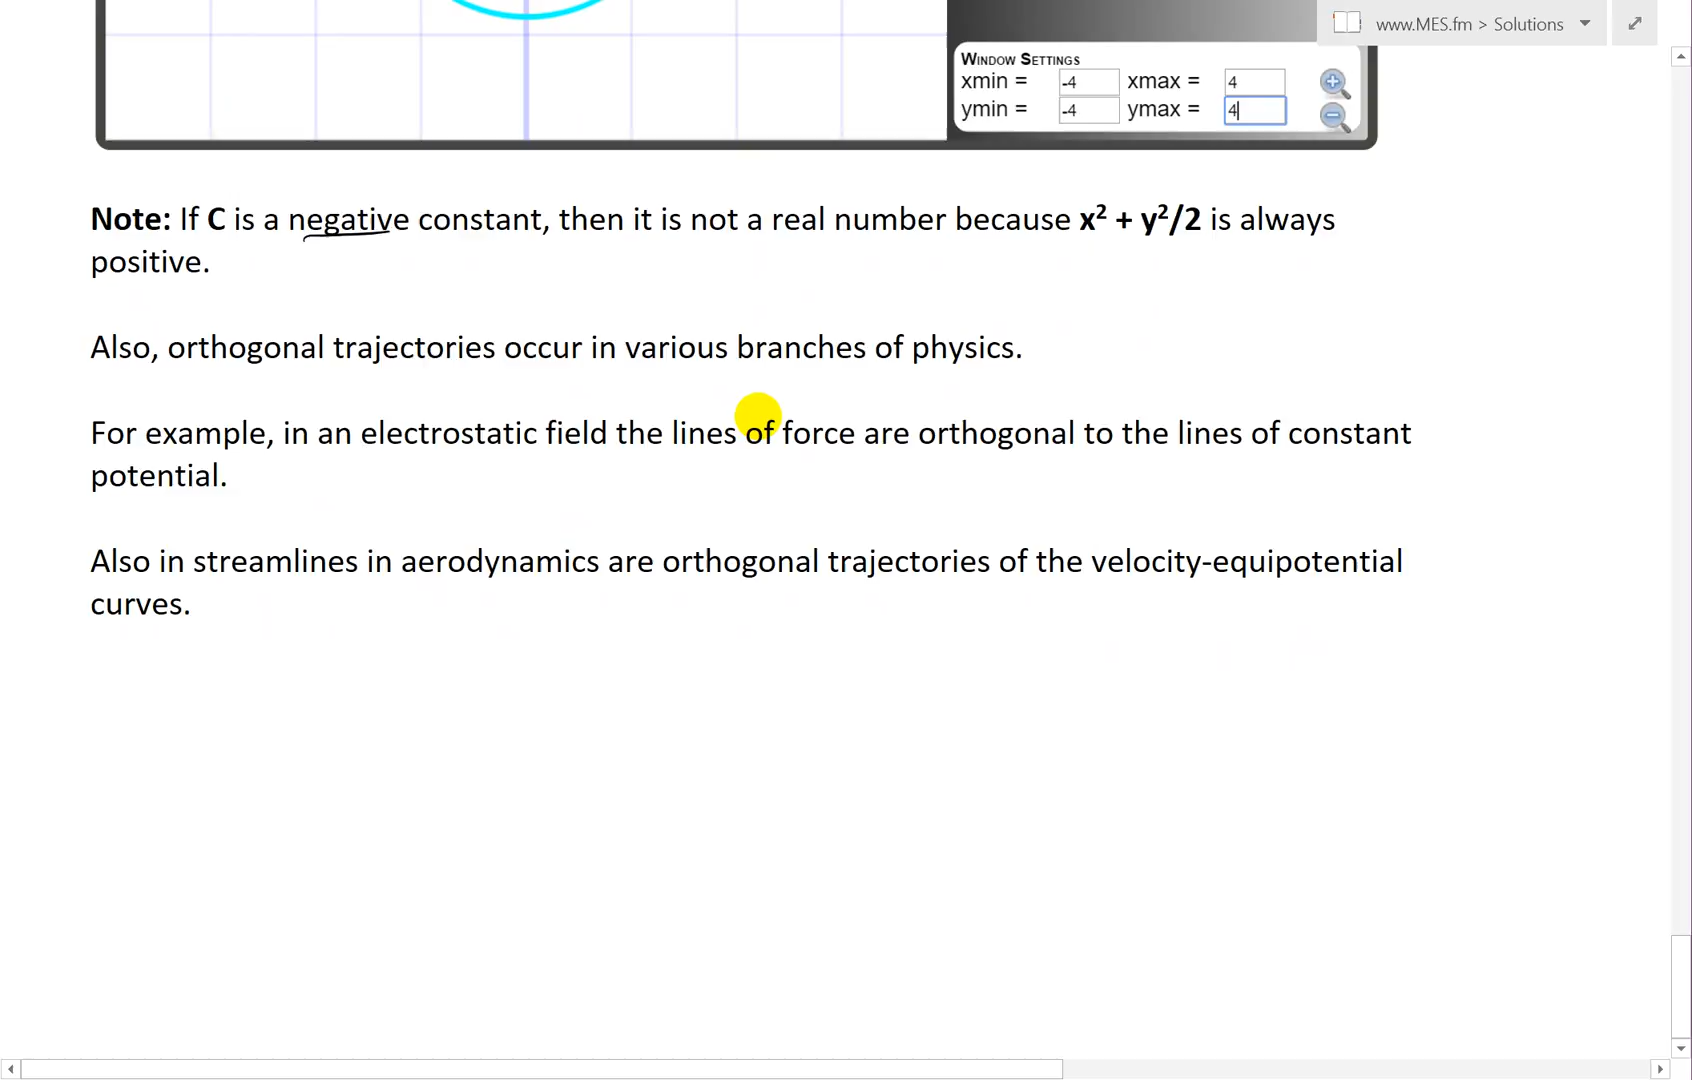 www.MES.fm > Solutions
WINDOW SETTINGS
xmin = -4 xmax = 4
ymin = -4 ymax = 4
Note: If C is a negative constant, then it is not a real number because x² + y²/2 is always
positive.
Also, orthogonal trajectories occur in various branches of physics.
For example, in an electrostatic field the lines of force are orthogonal to the lines of constant
potential.
Also in streamlines in aerodynamics are orthogonal trajectories of the velocity-equipotential
curves.